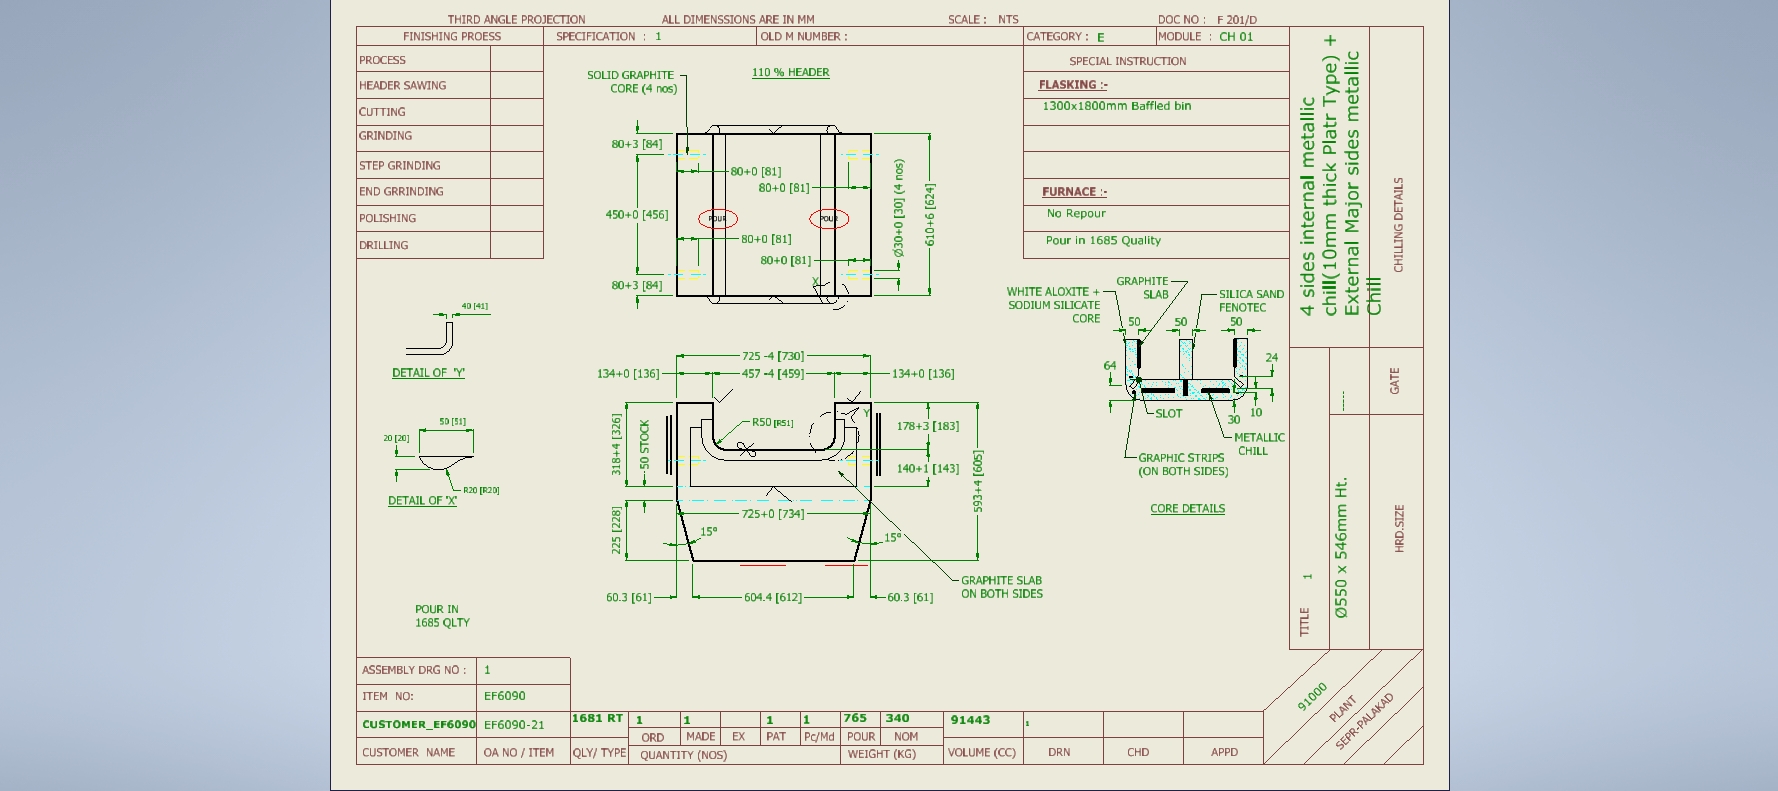 THIRD ANGLE PROJECTION
ALL DIMENSSIONS ARE IN MM
SCALE : NTS
DOC NO : F 201/D
FINISHING PROESS
SPECIFICATION : 1
OLD M NUMBER :
CATEGORY : E
MODULE : CH 01
PROCESS
HEADER SAWING
CUTTING
GRINDING
STEP GRINDING
END GRRINDING
POLISHING
DRILLING
SOLID GRAPHITE
CORE (4 nos)
110 % HEADER
80+3 [84]
450+0 [456]
80+3 [84]
80+0 [81]
80+0 [81]
80+0 [81]
80+0 [81]
POUR
POUR
X
Ø30+0 [30] (4 nos)
610+6 [624]
SPECIAL INSTRUCTION
FLASKING :-
1300x1800mm Baffled bin
FURNACE :-
No Repour
Pour in 1685 Quality
4 sides internal metallic
chill(10mm thick Platr Type) +
External Major sides metallic
Chill
CHILLING DETAILS
40 [41]
DETAIL OF 'Y'
50 [51]
20 [20]
R20 [R20]
DETAIL OF 'X'
725 -4 [730]
134+0 [136]
457 -4 [459]
134+0 [136]
318+4 [326]
50 STOCK
R50 [R51]
Y
178+3 [183]
140+1 [143]
593+4 [605]
725+0 [734]
225 [228]
15°
15°
60.3 [61]
604.4 [612]
60.3 [61]
GRAPHITE SLAB
ON BOTH SIDES
GRAPHITE
SLAB
WHITE ALOXITE +
SODIUM SILICATE
CORE
SILICA SAND
FENOTEC
50
50
50
64
24
10
30
SLOT
METALLIC
CHILL
GRAPHIC STRIPS
(ON BOTH SIDES)
CORE DETAILS
GATE
------
HRD.SIZE
Ø550 x 546mm Ht.
TITLE 1
POUR IN
1685 QLTY
ASSEMBLY DRG NO : 1
ITEM NO: EF6090
CUSTOMER_EF6090 EF6090-21 1681 RT 1 1 1 1 765 340 91443 1
ORD MADE EX PAT Pc/Md POUR NOM
CUSTOMER NAME OA NO / ITEM QLY/ TYPE QUANTITY (NOS) WEIGHT (KG) VOLUME (CC) DRN CHD APPD
91000
PLANT
SEPR-PALAKAD